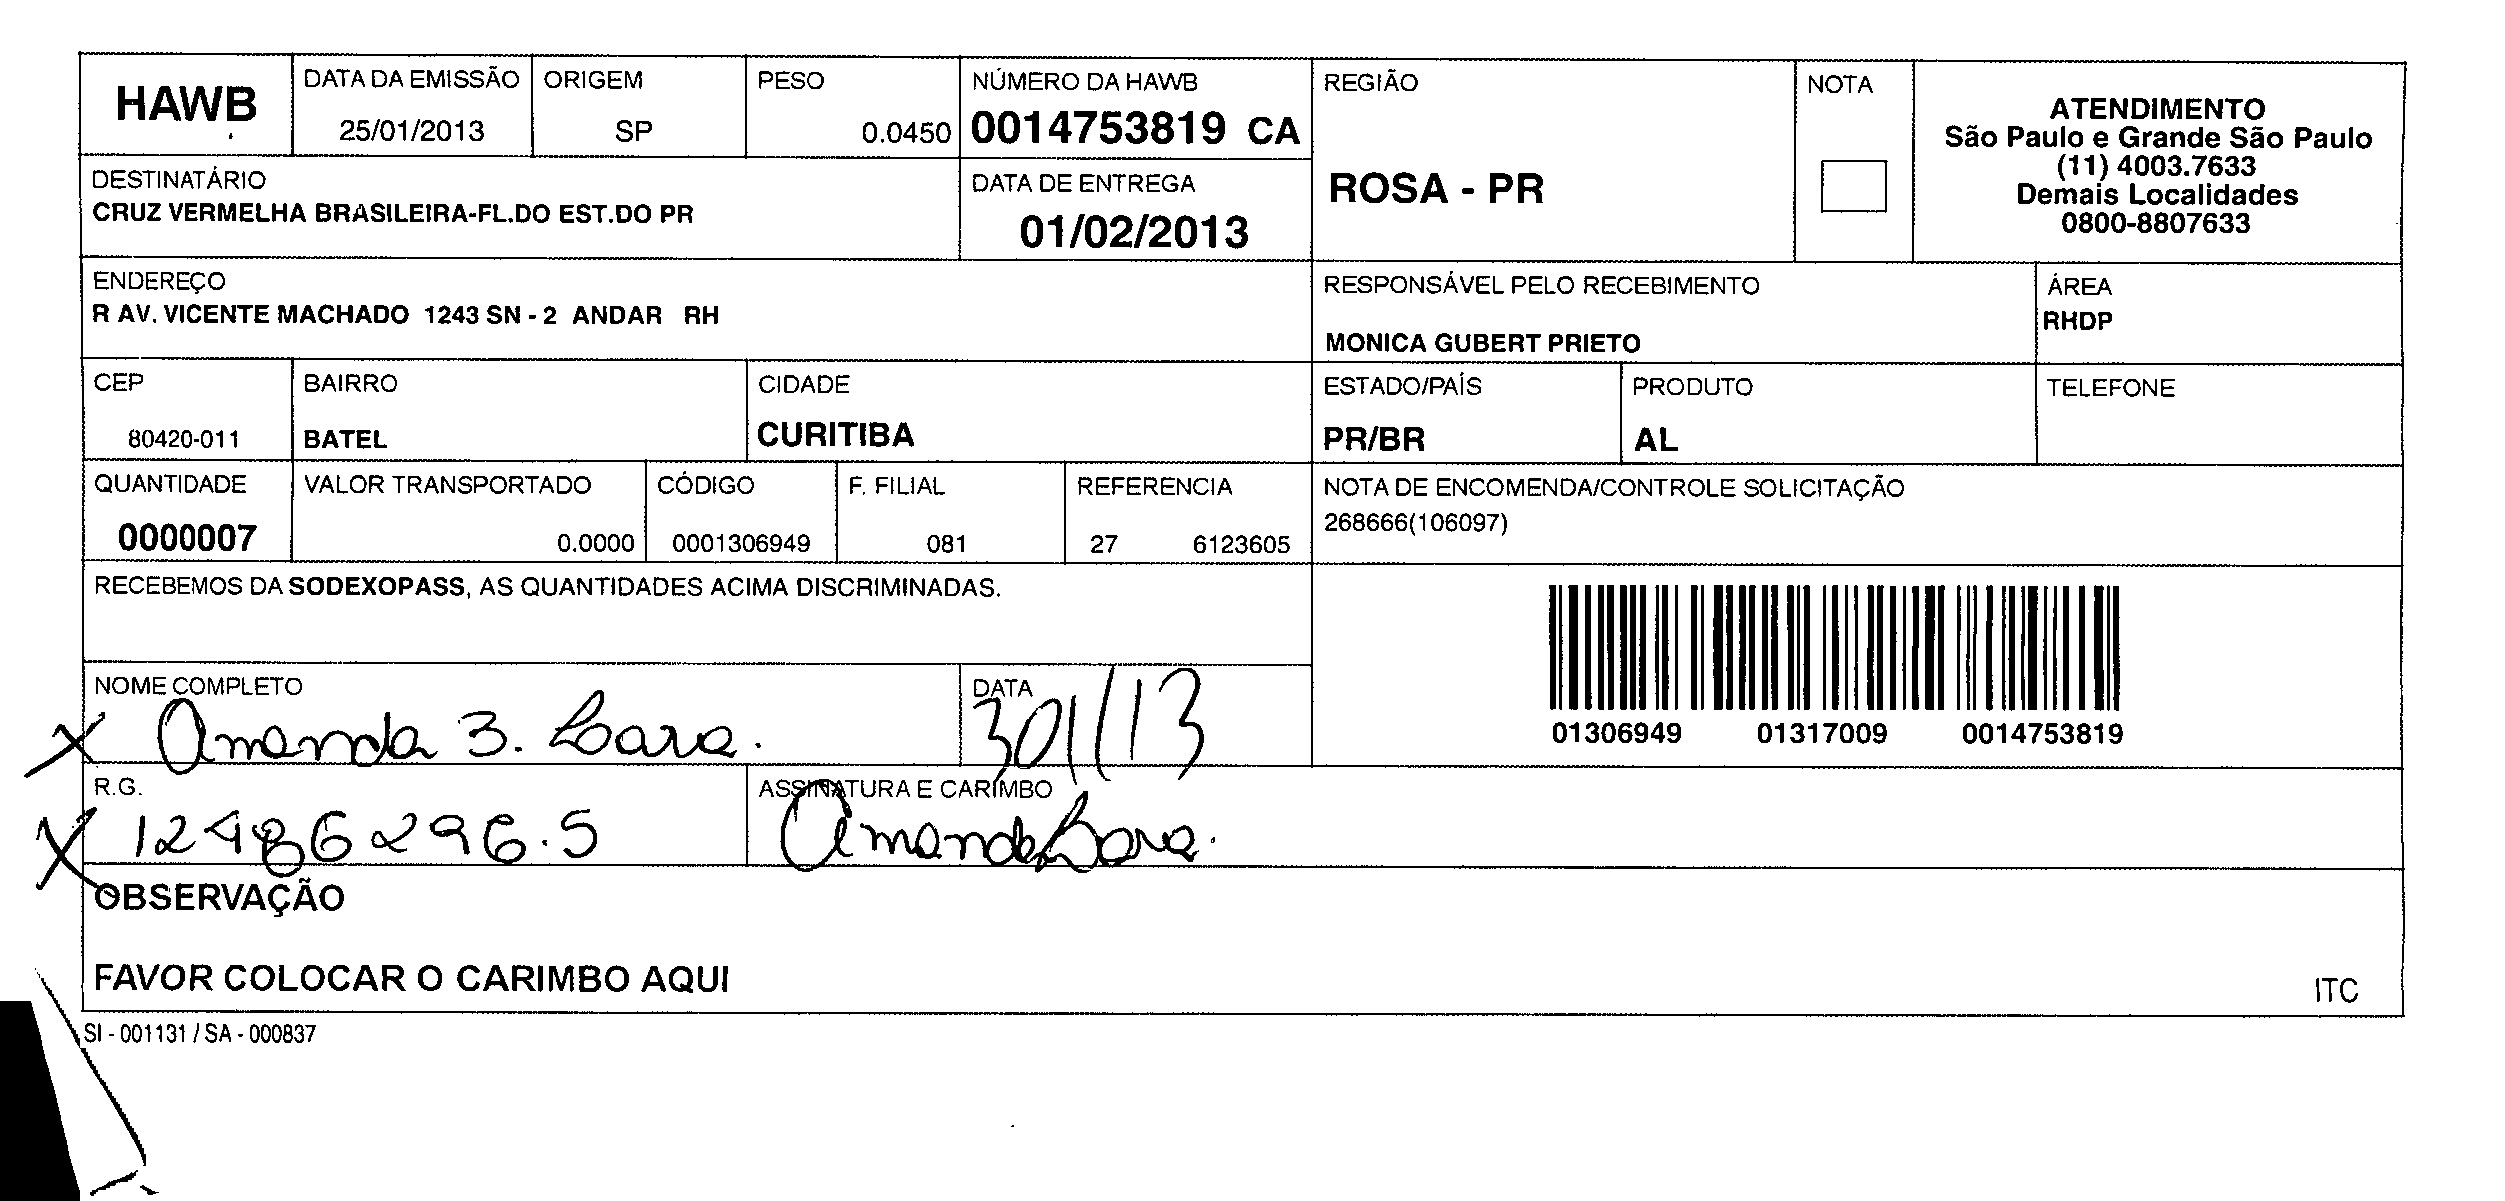 HAWB
DATA DA EMISSÃO
25/01/2013
ORIGEM
SP
PESO
0.0450
NÚMERO DA HAWB
0014753819 CA
REGIÃO
ROSA - PR
NOTA
ATENDIMENTO
São Paulo e Grande São Paulo
(11) 4003.7633
Demais Localidades
0800-8807633
DESTINATÁRIO
CRUZ VERMELHA BRASILEIRA-FL.DO EST.DO PR
DATA DE ENTREGA
01/02/2013
ENDEREÇO
R AV. VICENTE MACHADO 1243 SN - 2 ANDAR RH
RESPONSÁVEL PELO RECEBIMENTO
MONICA GUBERT PRIETO
ÁREA
RHDP
CEP
80420-011
BAIRRO
BATEL
CIDADE
CURITIBA
ESTADO/PAÍS
PR/BR
PRODUTO
AL
TELEFONE
QUANTIDADE
0000007
VALOR TRANSPORTADO
0.0000
CÓDIGO
0001306949
F. FILIAL
081
REFERENCIA
27 6123605
NOTA DE ENCOMENDA/CONTROLE SOLICITAÇÃO
268666(106097)
RECEBEMOS DA SODEXOPASS, AS QUANTIDADES ACIMA DISCRIMINADAS.
01306949 01317009 0014753819
NOME COMPLETO
X Amanda B. Lara.
DATA
301/13
R.G.
X 12486296.5
ASSINATURA E CARIMBO
Amanda Lara.
OBSERVAÇÃO
FAVOR COLOCAR O CARIMBO AQUI
ITC
SI - 001131 / SA - 000837